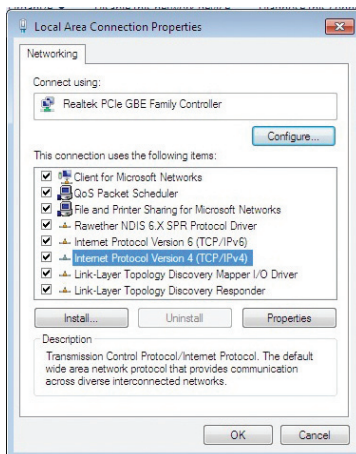 Local Area Connection Properties
Networking
Connect using:
Realtek PCIe GBE Family Controller
Configure...
This connection uses the following items:
Client for Microsoft Networks
QoS Packet Scheduler
File and Printer Sharing for Microsoft Networks
Rawether NDIS 6.X SPR Protocol Driver
Internet Protocol Version 6 (TCP/IPv6)
Internet Protocol Version 4 (TCP/IPv4)
Link-Layer Topology Discovery Mapper I/O Driver
Link-Layer Topology Discovery Responder
Install... Uninstall Properties
Description
Transmission Control Protocol/Internet Protocol. The default
wide area network protocol that provides communication
across diverse interconnected networks.
OK Cancel